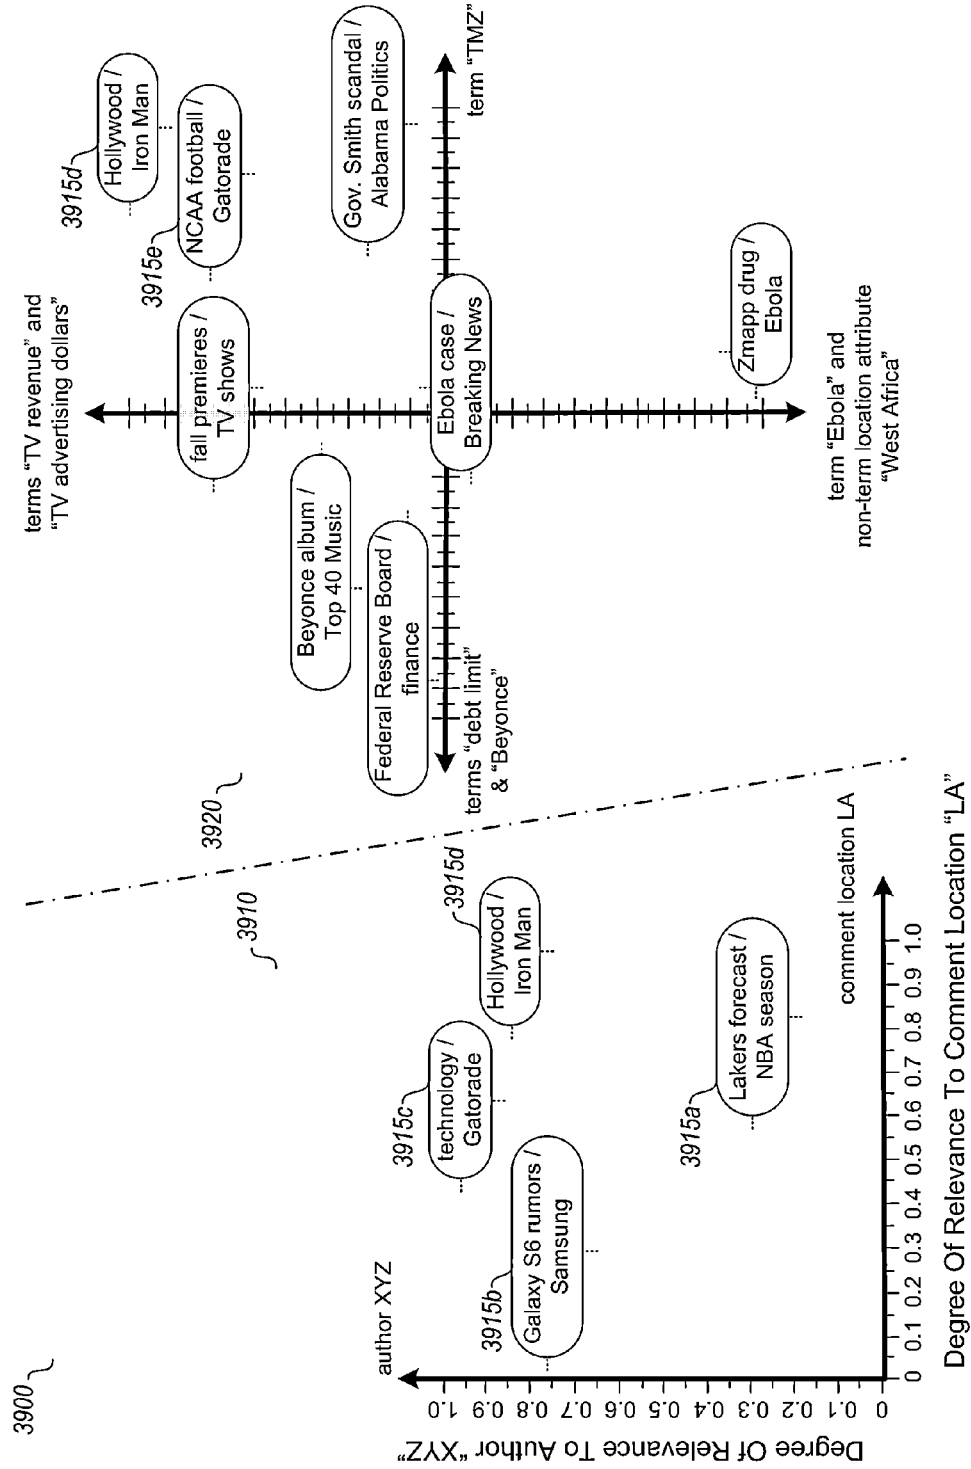 3900
3910
3920
author XYZ
3915c
technology /
Gatorade
3915d
Hollywood /
Iron Man
3915b
Galaxy S6 rumors /
Samsung
3915a
Lakers forecast /
NBA season
comment location LA
Degree Of Relevance To Author "XYZ"
1.0
0.9
0.8
0.7
0.6
0.5
0.4
0.3
0.2
0.1
0
0
0.1
0.2
0.3
0.4
0.5
0.6
0.7
0.8
0.9
1.0
Degree Of Relevance To Comment Location "LA"
terms "TV revenue" and
"TV advertising dollars"
3915d
Hollywood /
Iron Man
3915e
NCAA football /
Gatorade
fall premieres /
TV shows
Beyonce album /
Top 40 Music
Gov. Smith scandal /
Alabama Politics
Federal Reserve Board /
finance
Ebola case /
Breaking News
terms "debt limit"
& "Beyonce"
term "TMZ"
Zmapp drug /
Ebola
term "Ebola" and
non-term location attribute
"West Africa"